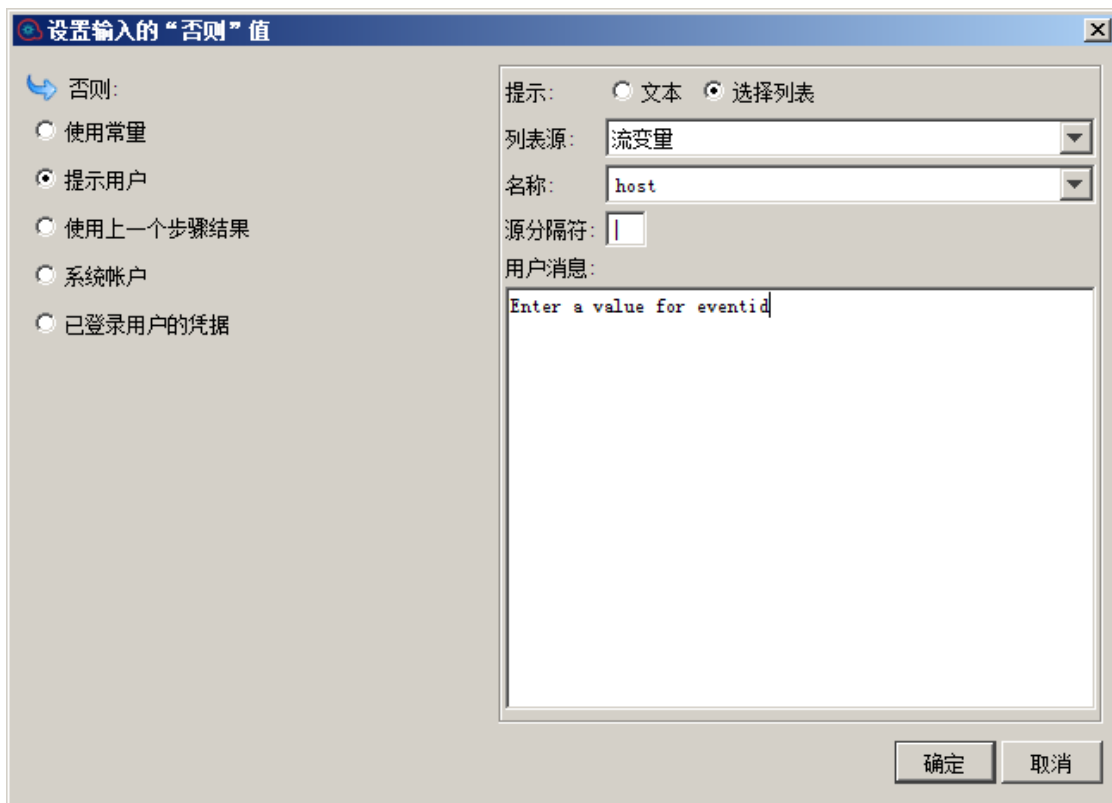 设置输入的“否则”值
否则:
使用常量
提示用户
使用上一个步骤结果
系统帐户
已登录用户的凭据
提示: 文本 选择列表
列表源: 流变量
名称: host
源分隔符: |
用户消息:
Enter a value for eventid
确定 取消